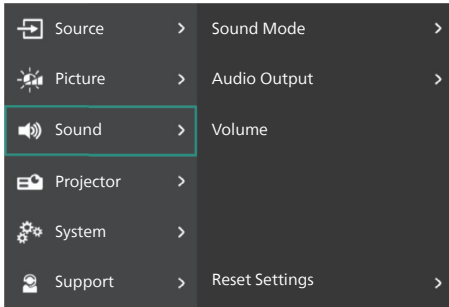 Source
Picture
Sound
Projector
System
Support
Sound Mode
Audio Output
Volume
Reset Settings